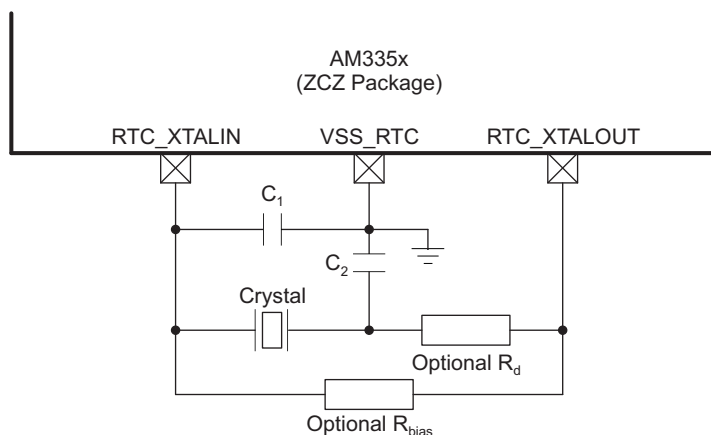 AM335x
(ZCZ Package)
RTC_XTALIN VSS_RTC RTC_XTALOUT
C1
C2
Crystal
Optional Rd
Optional Rbias